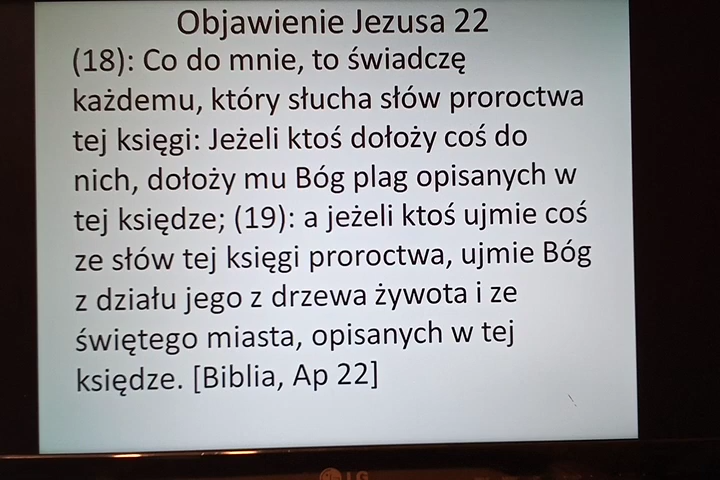 Objawienie Jezusa 22
(18): Co do mnie, to świadczę
każdemu, który słucha słów proroctwa
tej księgi: Jeżeli ktoś dołoży coś do
nich, dołoży mu Bóg plag opisanych w
tej księdze; (19): a jeżeli ktoś ujmie coś
ze słów tej księgi proroctwa, ujmie Bóg
z działu jego z drzewa żywota i ze
świętego miasta, opisanych w tej
księdze. [Biblia, Ap 22]
LG